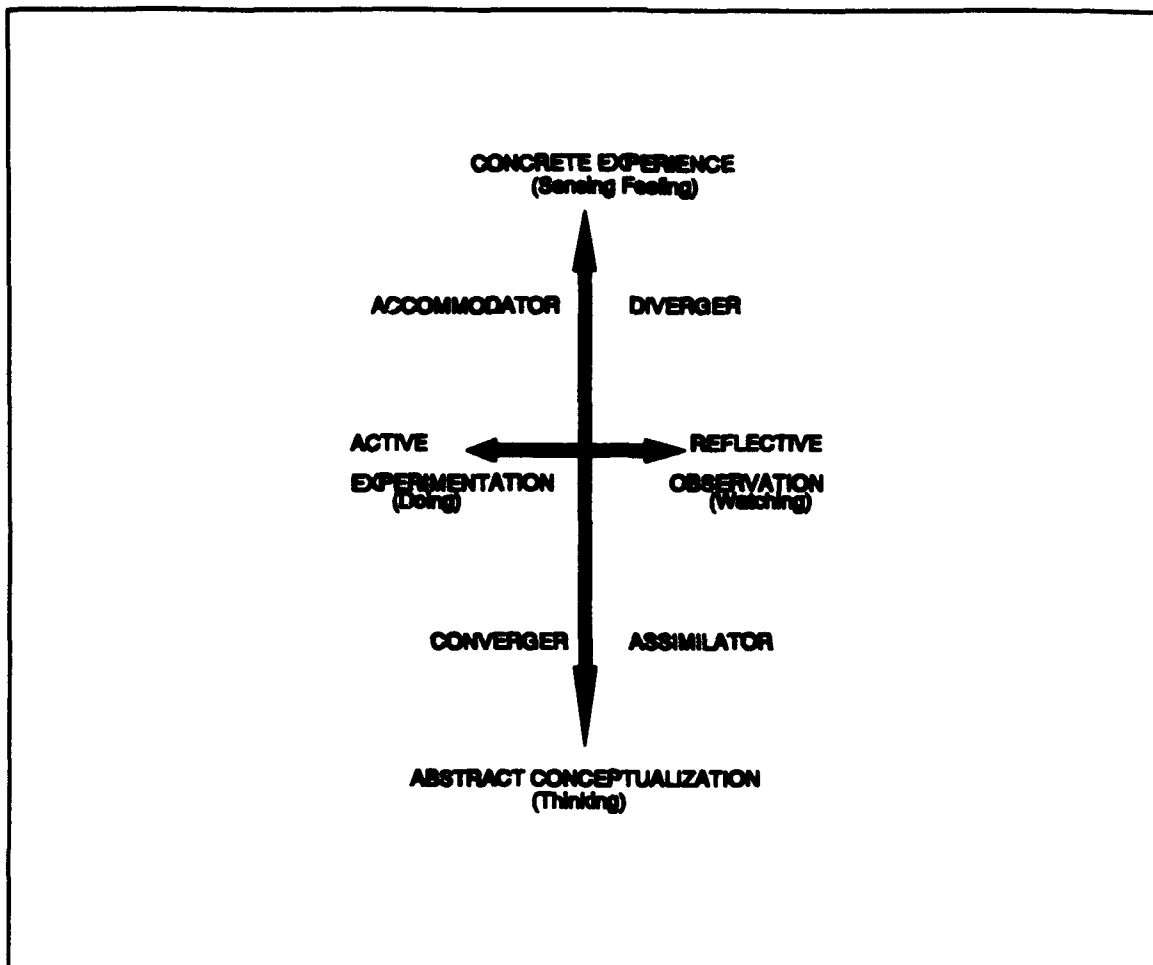 CONCRETE EXPERIENCE
(Sensing Feeling)
ACCOMMODATOR DIVERGER
ACTIVE REFLECTIVE
EXPERIMENTATION OBSERVATION
(Doing) (Watching)
CONVERGER ASSIMILATOR
ABSTRACT CONCEPTUALIZATION
(Thinking)